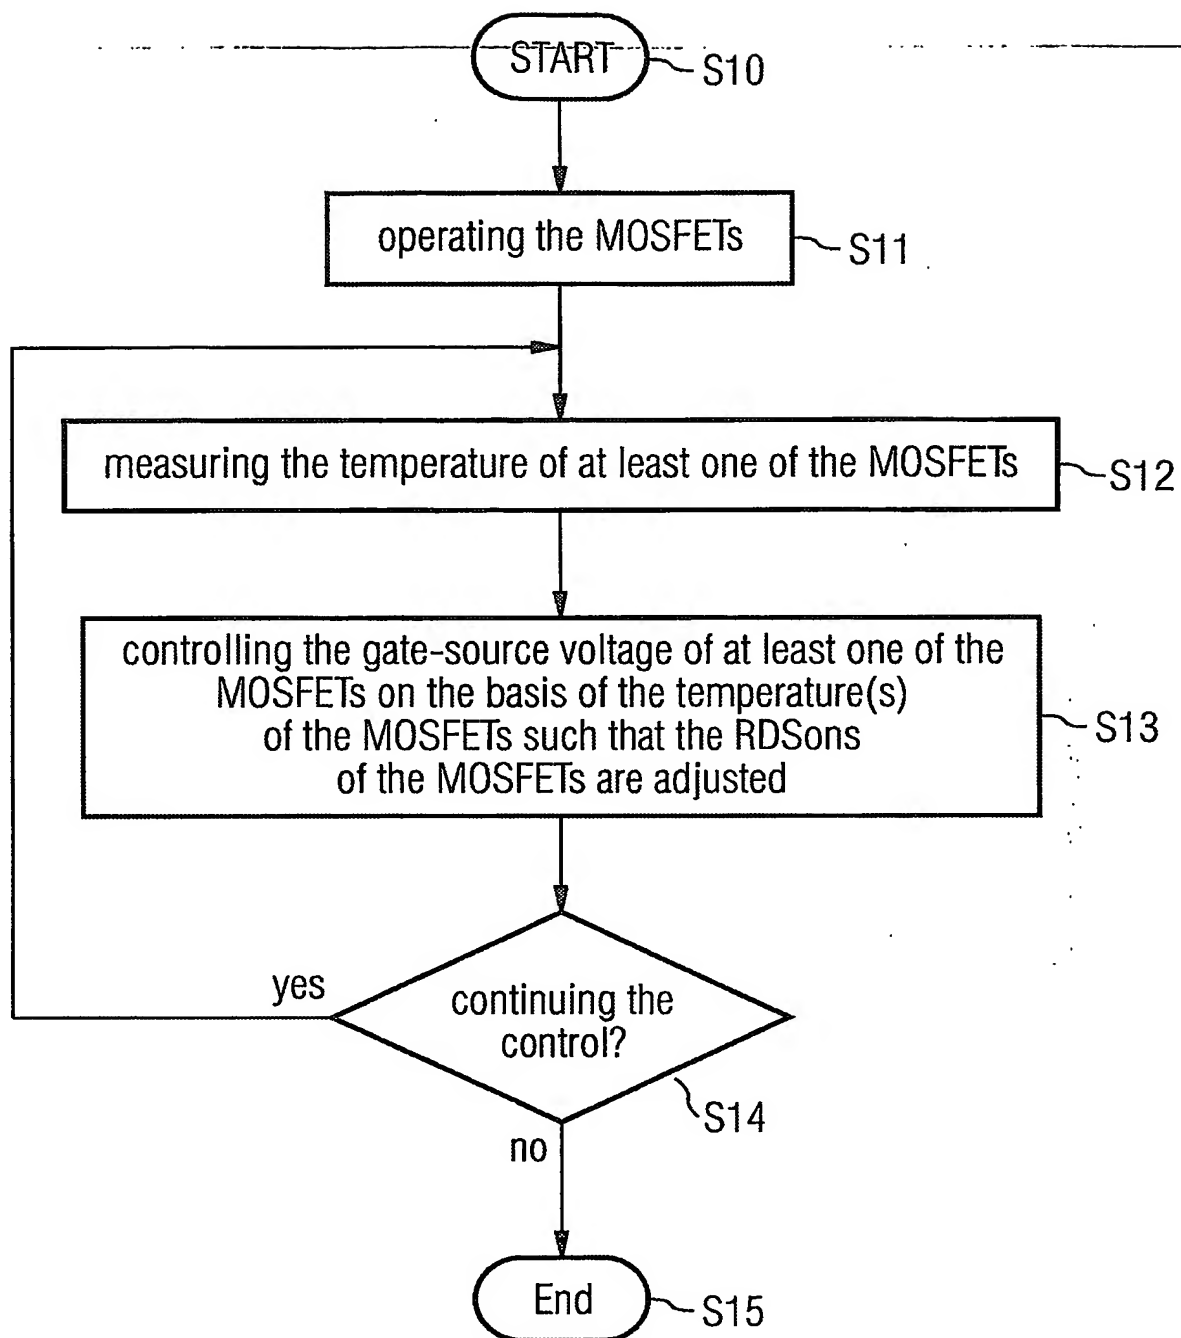 START
S10
operating the MOSFETs
S11
measuring the temperature of at least one of the MOSFETs
S12
controlling the gate-source voltage of at least one of the
MOSFETs on the basis of the temperature(s)
of the MOSFETs such that the RDSons
of the MOSFETs are adjusted
S13
yes
continuing the
control?
S14
no
End
S15